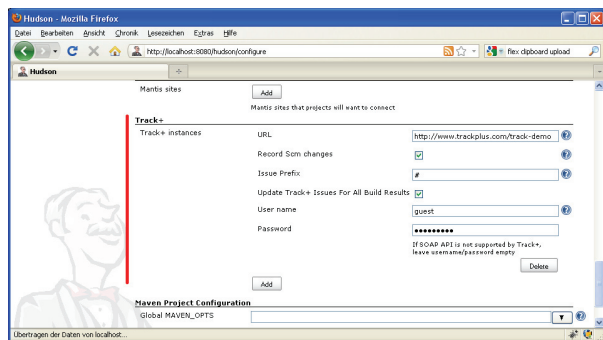 Hudson - Mozilla Firefox
Datei Bearbeiten Ansicht Chronik Lesezeichen Extras Hilfe
http://localhost:8080/hudson/configure
flex clipboard upload
Hudson
Mantis sites
Add
Mantis sites that projects will want to connect
Track+
Track+ instances
URL
http://www.trackplus.com/track-demo
Record Scm changes
Issue Prefix
#
Update Track+ Issues For All Build Results
User name
guest
Password
•••••••••
If SOAP API is not supported by Track+,
leave username/password empty
Delete
Add
Maven Project Configuration
Global MAVEN_OPTS
Übertragen der Daten von localhost...